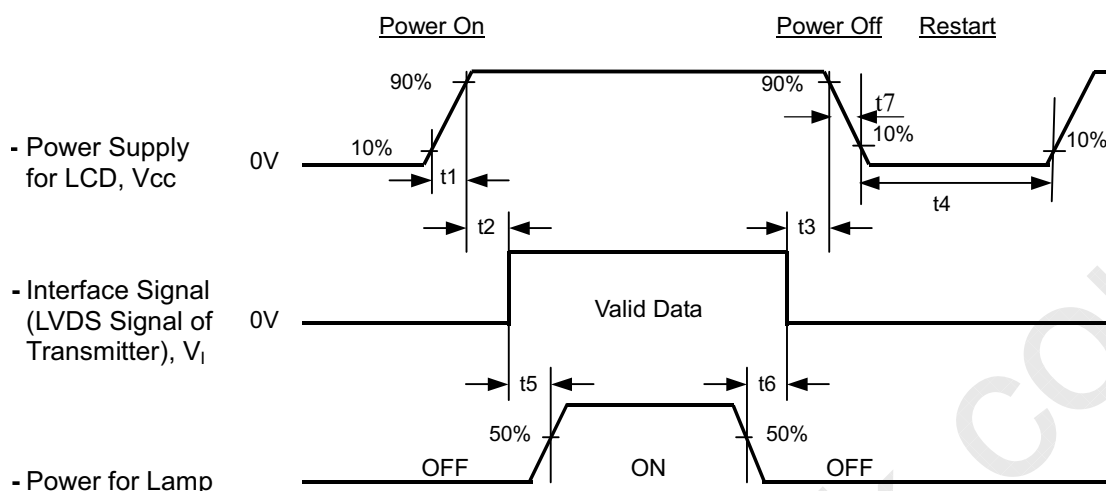 Power On
Power Off
Restart
90%
90%
t7
- Power Supply
for LCD, Vcc
0V
10%
10%
10%
t1
t4
t2
t3
- Interface Signal
(LVDS Signal of
Transmitter), VI
0V
Valid Data
t5
t6
50%
50%
- Power for Lamp
OFF
ON
OFF